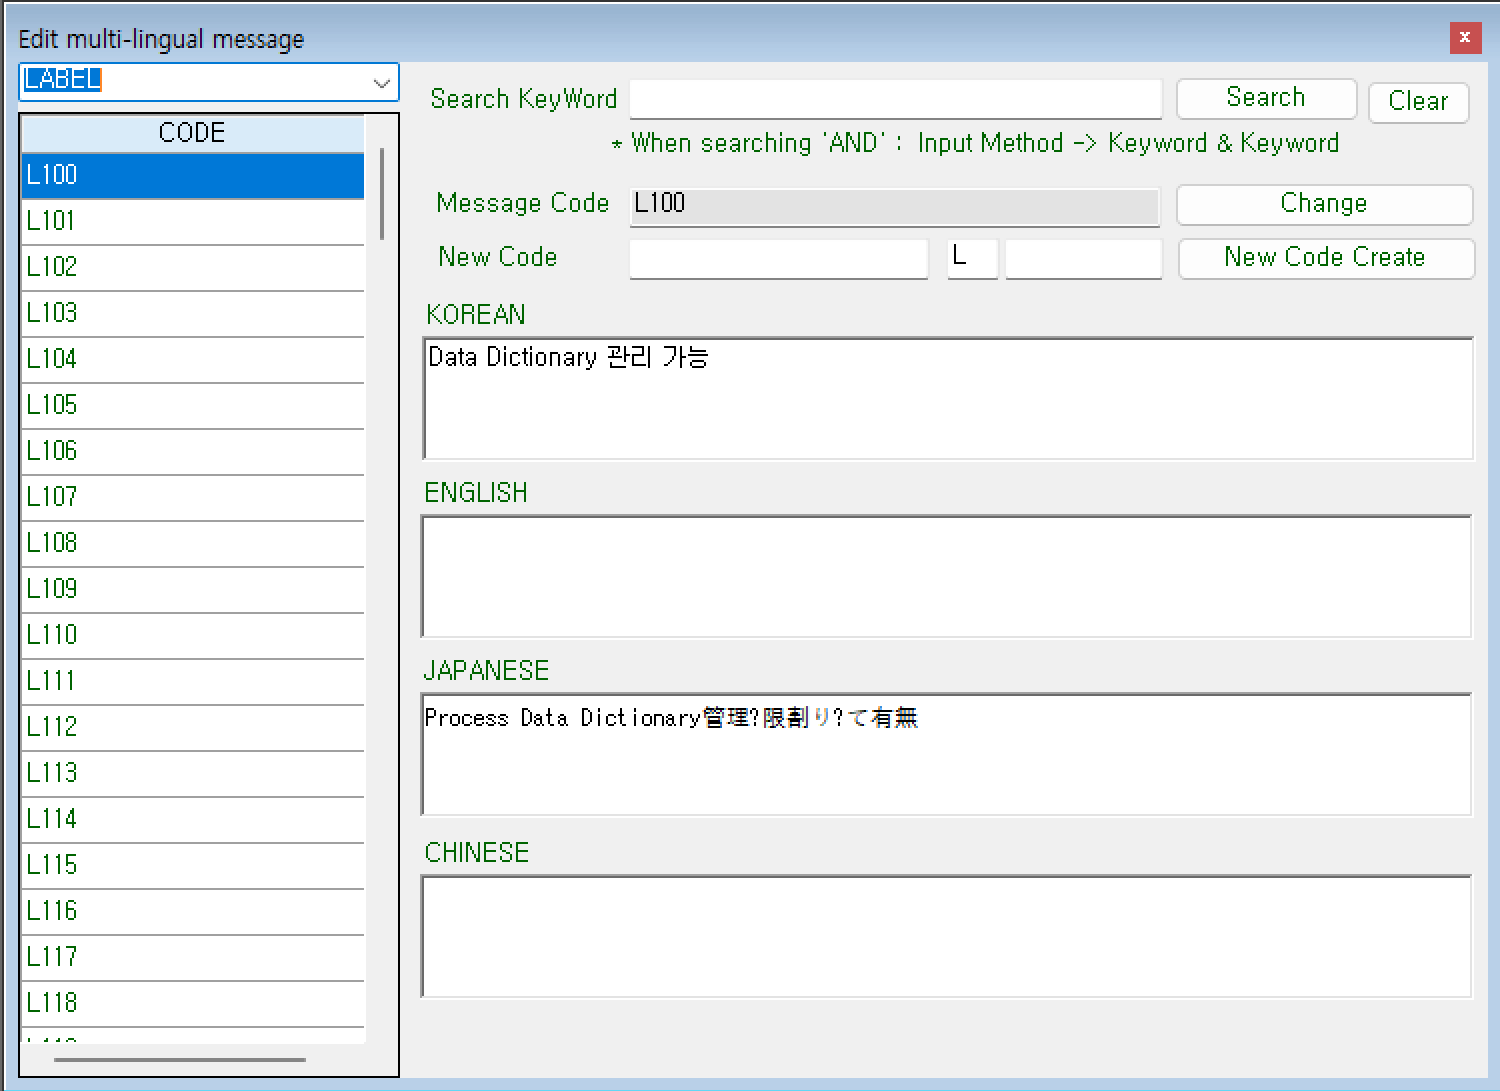 Edit multi-lingual message
x
LABEL
CODE
L100
L101
L102
L103
L104
L105
L106
L107
L108
L109
L110
L111
L112
L113
L114
L115
L116
L117
L118
Search KeyWord
Search
Clear
* When searching 'AND' : Input Method -> Keyword & Keyword
Message Code
L100
Change
New Code
L
New Code Create
KOREAN
Data Dictionary 관리 가능
ENGLISH
JAPANESE
Process Data Dictionary管理?限割り?て有無
CHINESE